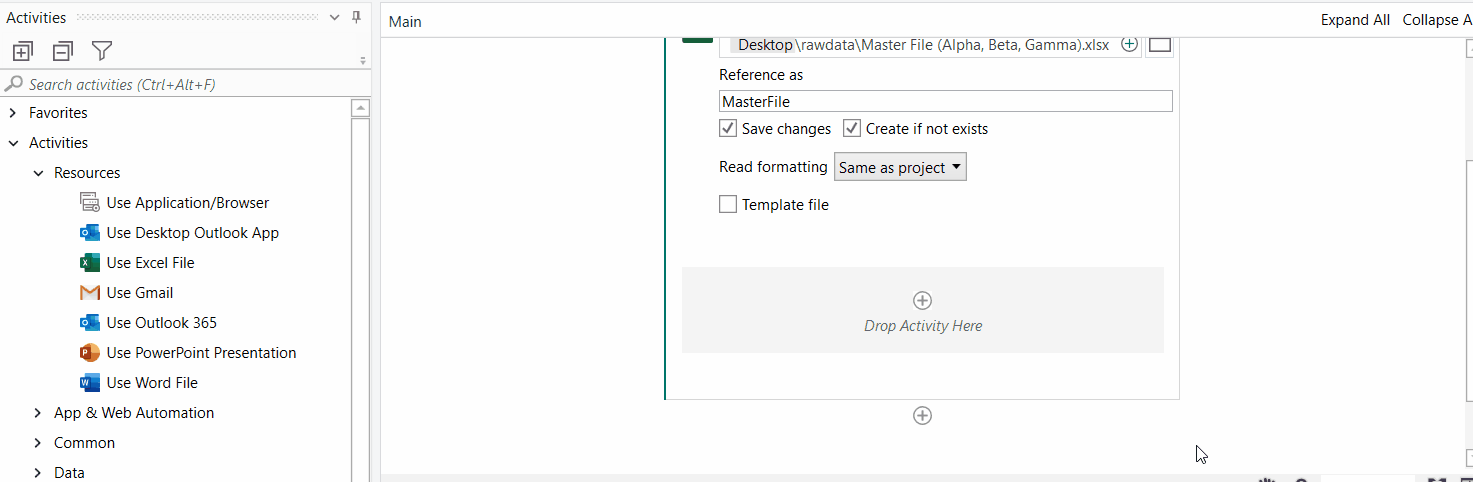 Activities
Search activities (Ctrl+Alt+F)
Favorites
Activities
Resources
Use Application/Browser
Use Desktop Outlook App
Use Excel File
Use Gmail
Use Outlook 365
Use PowerPoint Presentation
Use Word File
App & Web Automation
Common
Data
Main
Expand All Collapse A
Desktop\rawdata\Master File (Alpha, Beta, Gamma).xlsx
Reference as
MasterFile
Save changes Create if not exists
Read formatting Same as project
Template file
Drop Activity Here